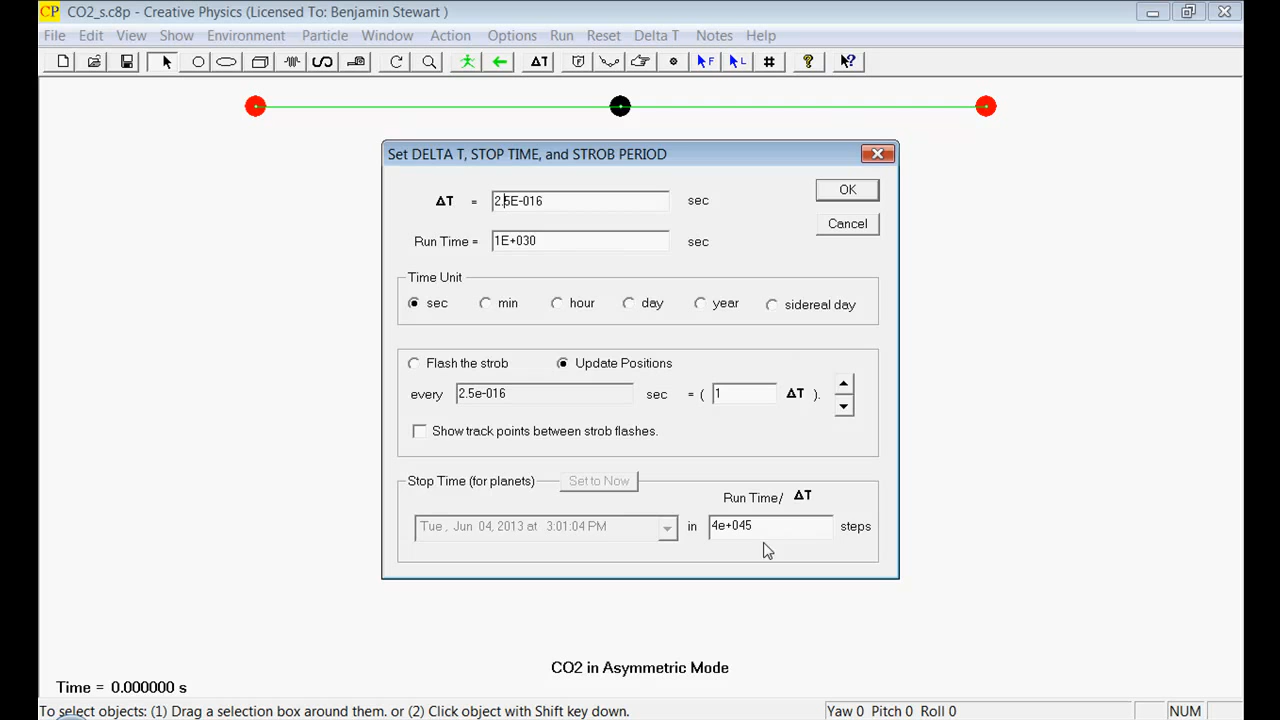 CP CO2_s.c8p - Creative Physics (Licensed To: Benjamin Stewart )
File Edit View Show Environment Particle Window Action Options Run Reset Delta T Notes Help
ΔT F L # ? ?
Set DELTA T, STOP TIME, and STROB PERIOD
ΔT = 2.5E-016 sec OK
Run Time = 1E+030 sec Cancel
Time Unit
sec min hour day year sidereal day
Flash the strob Update Positions
every 2.5e-016 sec = ( 1 ΔT ).
Show track points between strob flashes.
Stop Time (for planets) Set to Now Run Time/ ΔT
Tue , Jun 04, 2013 at 3:01:04 PM in 4e+045 steps
CO2 in Asymmetric Mode
Time = 0.000000 s
To select objects: (1) Drag a selection box around them. or (2) Click object with Shift key down. Yaw 0 Pitch 0 Roll 0 NUM